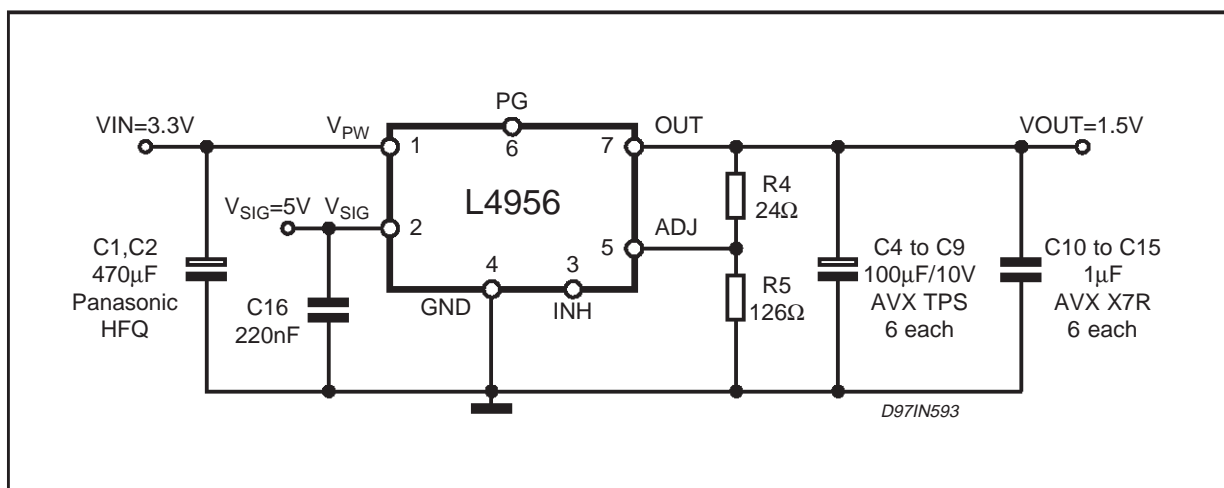 PG
VIN=3.3V
VPW
1
6
7
OUT
VOUT=1.5V
L4956
R4
24Ω
VSIG=5V
VSIG
2
ADJ
5
C1,C2
470µF
Panasonic
HFQ
C16
220nF
4
3
GND
INH
R5
126Ω
C4 to C9
100µF/10V
AVX TPS
6 each
C10 to C15
1µF
AVX X7R
6 each
D97IN593